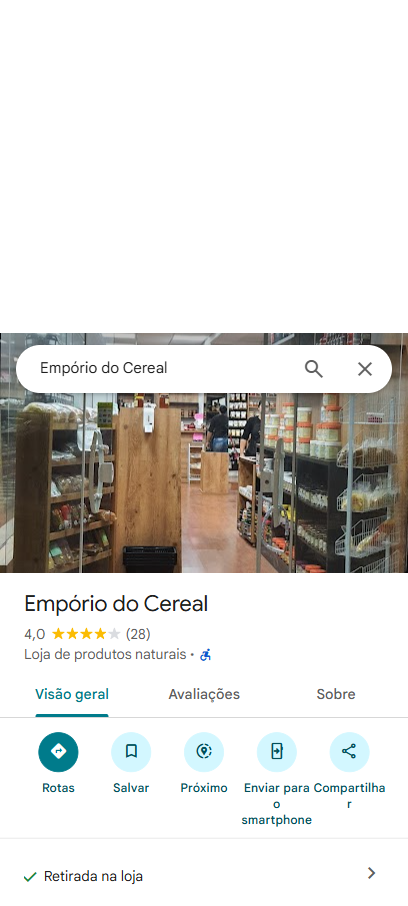 Empório do Cereal
Empório do Cereal
4,0 (28)
Loja de produtos naturais ·
Visão geral Avaliações Sobre
Rotas Salvar Próximo Enviar para Compartilha
o r
smartphone
Retirada na loja